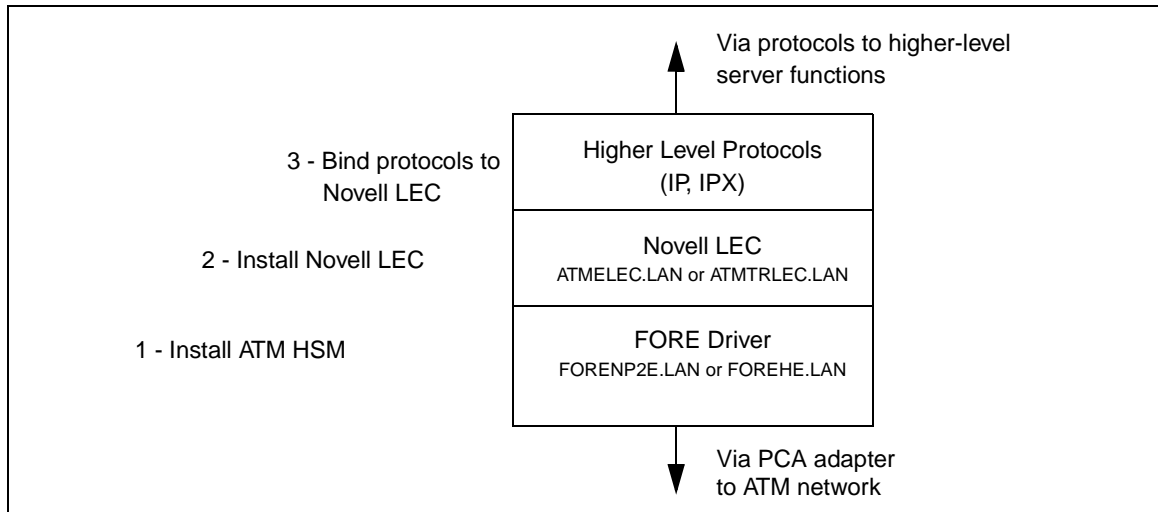 Via protocols to higher-level
server functions
3 - Bind protocols to
Novell LEC
Higher Level Protocols
(IP, IPX)
2 - Install Novell LEC
Novell LEC
ATMELEC.LAN or ATMTRLEC.LAN
1 - Install ATM HSM
FORE Driver
FORENP2E.LAN or FOREHE.LAN
Via PCA adapter
to ATM network